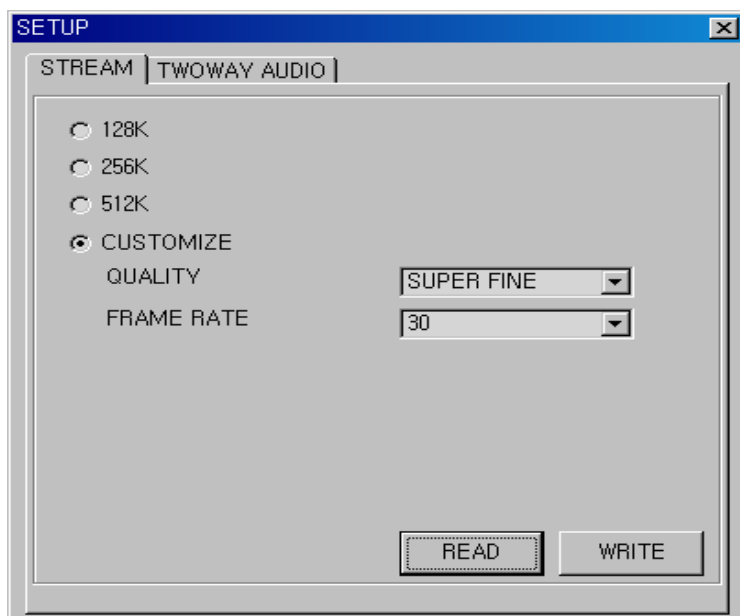 SETUP
STREAM TWOWAY AUDIO
128K
256K
512K
CUSTOMIZE
QUALITY SUPER FINE
FRAME RATE 30
READ WRITE